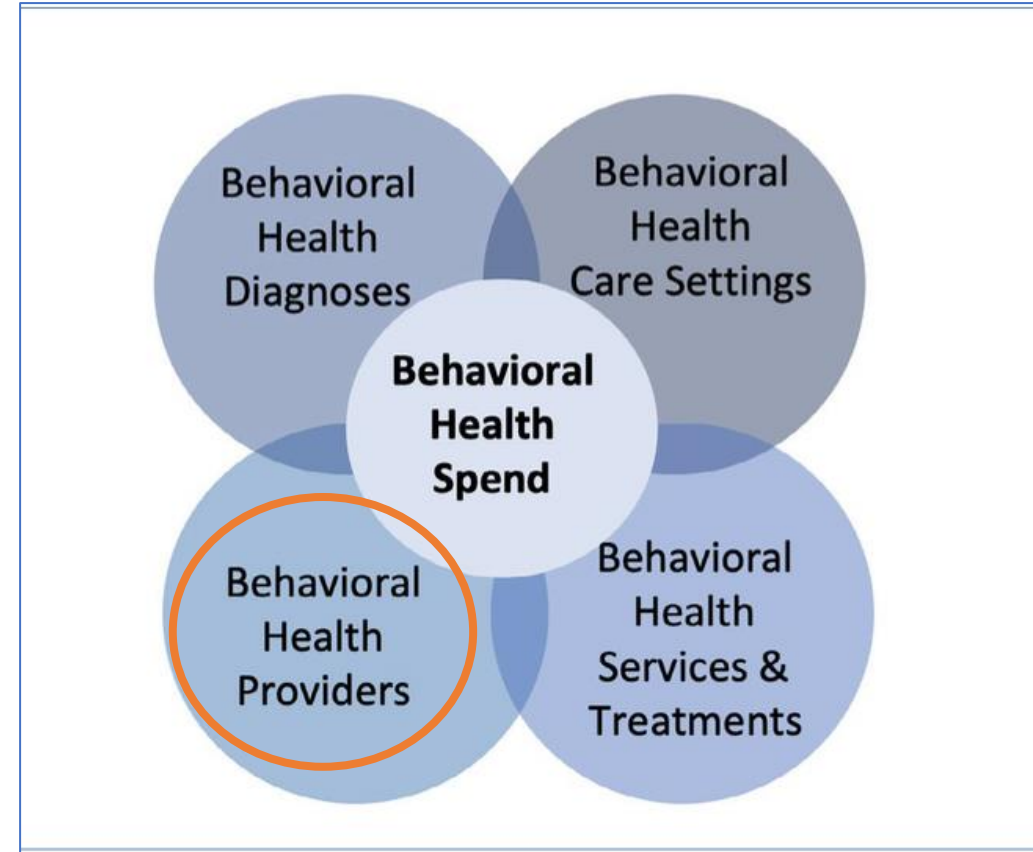 Behavioral
Health
Diagnoses
Behavioral
Health
Care Settings
Behavioral
Health
Spend
Behavioral
Health
Providers
Behavioral
Health
Services &
Treatments